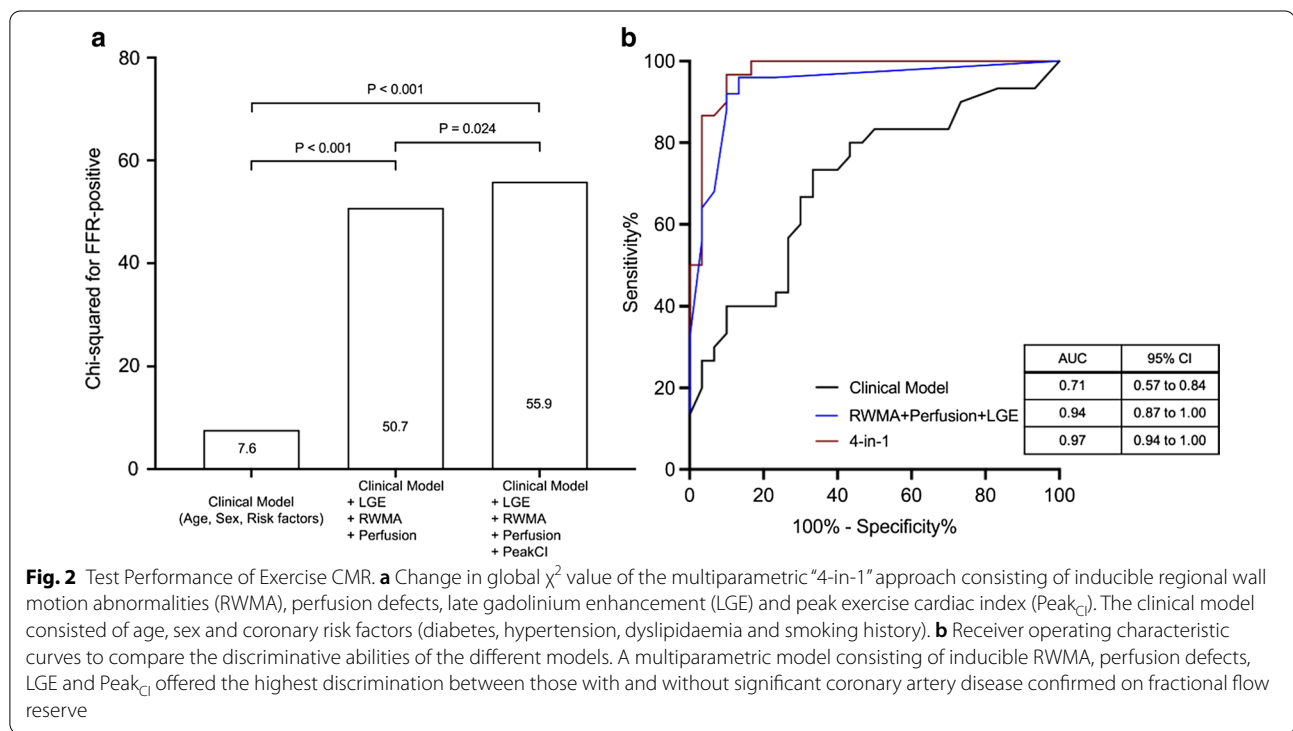 a
80
60
40
20
0
Chi-squared for FFR-positive
P < 0.001
P = 0.024
P < 0.001
7.6
50.7
55.9
Clinical Model
(Age, Sex, Risk factors)
Clinical Model
+ LGE
+ RWMA
+ Perfusion
Clinical Model
+ LGE
+ RWMA
+ Perfusion
+ PeakCI
b
100
80
60
40
20
0
Sensitivity%
Clinical Model
RWMA+Perfusion+LGE
4-in-1
AUC 95% CI
0.71 0.57 to 0.84
0.94 0.87 to 1.00
0.97 0.94 to 1.00
0 20 40 60 80 100
100% - Specificity%
Fig. 2 Test Performance of Exercise CMR. a Change in global χ² value of the multiparametric “4-in-1” approach consisting of inducible regional wall
motion abnormalities (RWMA), perfusion defects, late gadolinium enhancement (LGE) and peak exercise cardiac index (PeakCI). The clinical model
consisted of age, sex and coronary risk factors (diabetes, hypertension, dyslipidaemia and smoking history). b Receiver operating characteristic
curves to compare the discriminative abilities of the different models. A multiparametric model consisting of inducible RWMA, perfusion defects,
LGE and PeakCI offered the highest discrimination between those with and without significant coronary artery disease confirmed on fractional flow
reserve